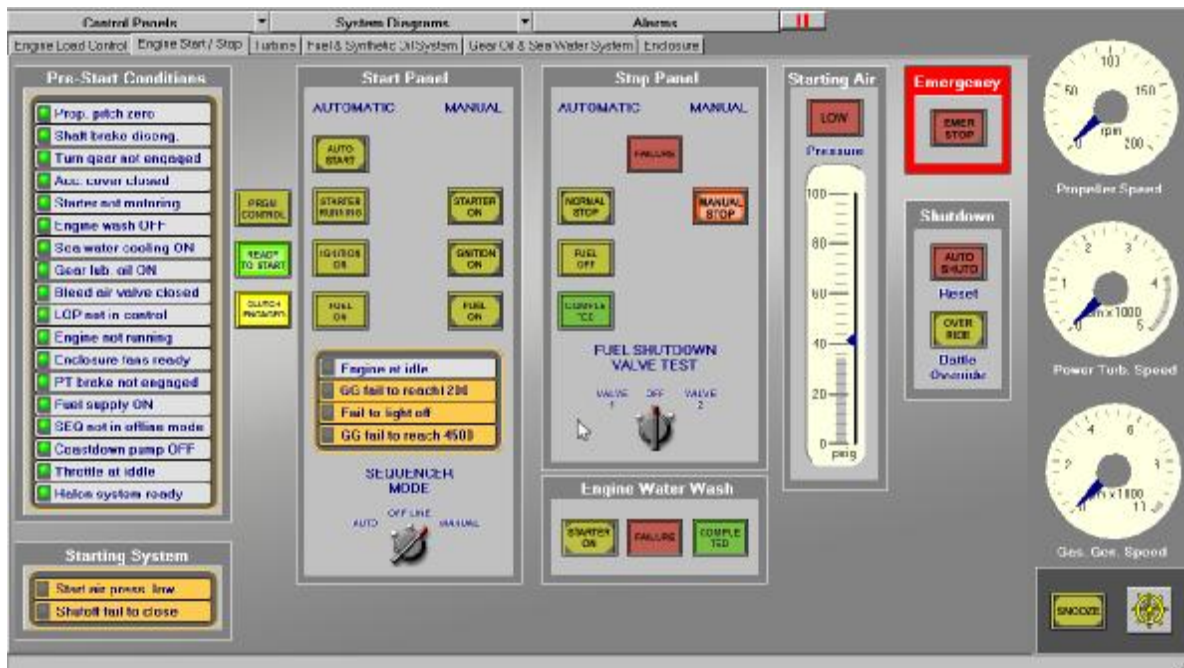 Control Panels
System Diagrams
Alarms
Engine Load Control
Engine Start / Stop
Turbine
Fuel & Synthetic Oil System
Gear Oil & Sea Water System
Enclosure
Pre-Start Conditions
Prop. pitch zero
Shaft brake diseng.
Turn gear not engaged
Acc. cover closed
Starter not motoring
Engine wash OFF
Sea water cooling ON
Gear lub. oil ON
Bleed air valve closed
LOP not in control
Engine not running
Enclosure fans ready
PT brake not engaged
Fuel supply ON
SEQ not in offline mode
Coastdown pump OFF
Throttle at iddle
Halon system ready
Starting System
Start air press. low
Shutoff fail to close
PRGM
CONTROL
READY
TO START
CLUTCH
ENGAGED
Start Panel
AUTOMATIC
MANUAL
AUTO
START
STARTER
RUNNING
STARTER
ON
IGNITION
ON
IGNITION
ON
FUEL
ON
FUEL
ON
Engine at idle
GG fail to reach1200
Fail to light off
GG fail to reach 4500
SEQUENCER
MODE
AUTO
OFF LINE
MANUAL
Stop Panel
AUTOMATIC
MANUAL
FAILURE
NORMAL
STOP
MANUAL
STOP
FUEL
OFF
COMPLE
TED
FUEL SHUTDOWN
VALVE TEST
VALVE
1
OFF
VALVE
2
Engine Water Wash
STARTER
ON
FAILURE
COMPLE
TED
Starting Air
LOW
Pressure
100
80
60
40
20
0
psig
Emergency
EMER
STOP
Shutdown
AUTO
SHUTD
Reset
OVER
RIDE
Battle
Override
0
50
100
150
200
rpm
Propeller Speed
0
1
2
3
4
5
rpm x 1000
Power Turb. Speed
0
2
4
6
11
Gas. Gen. Speed
SNOOZE